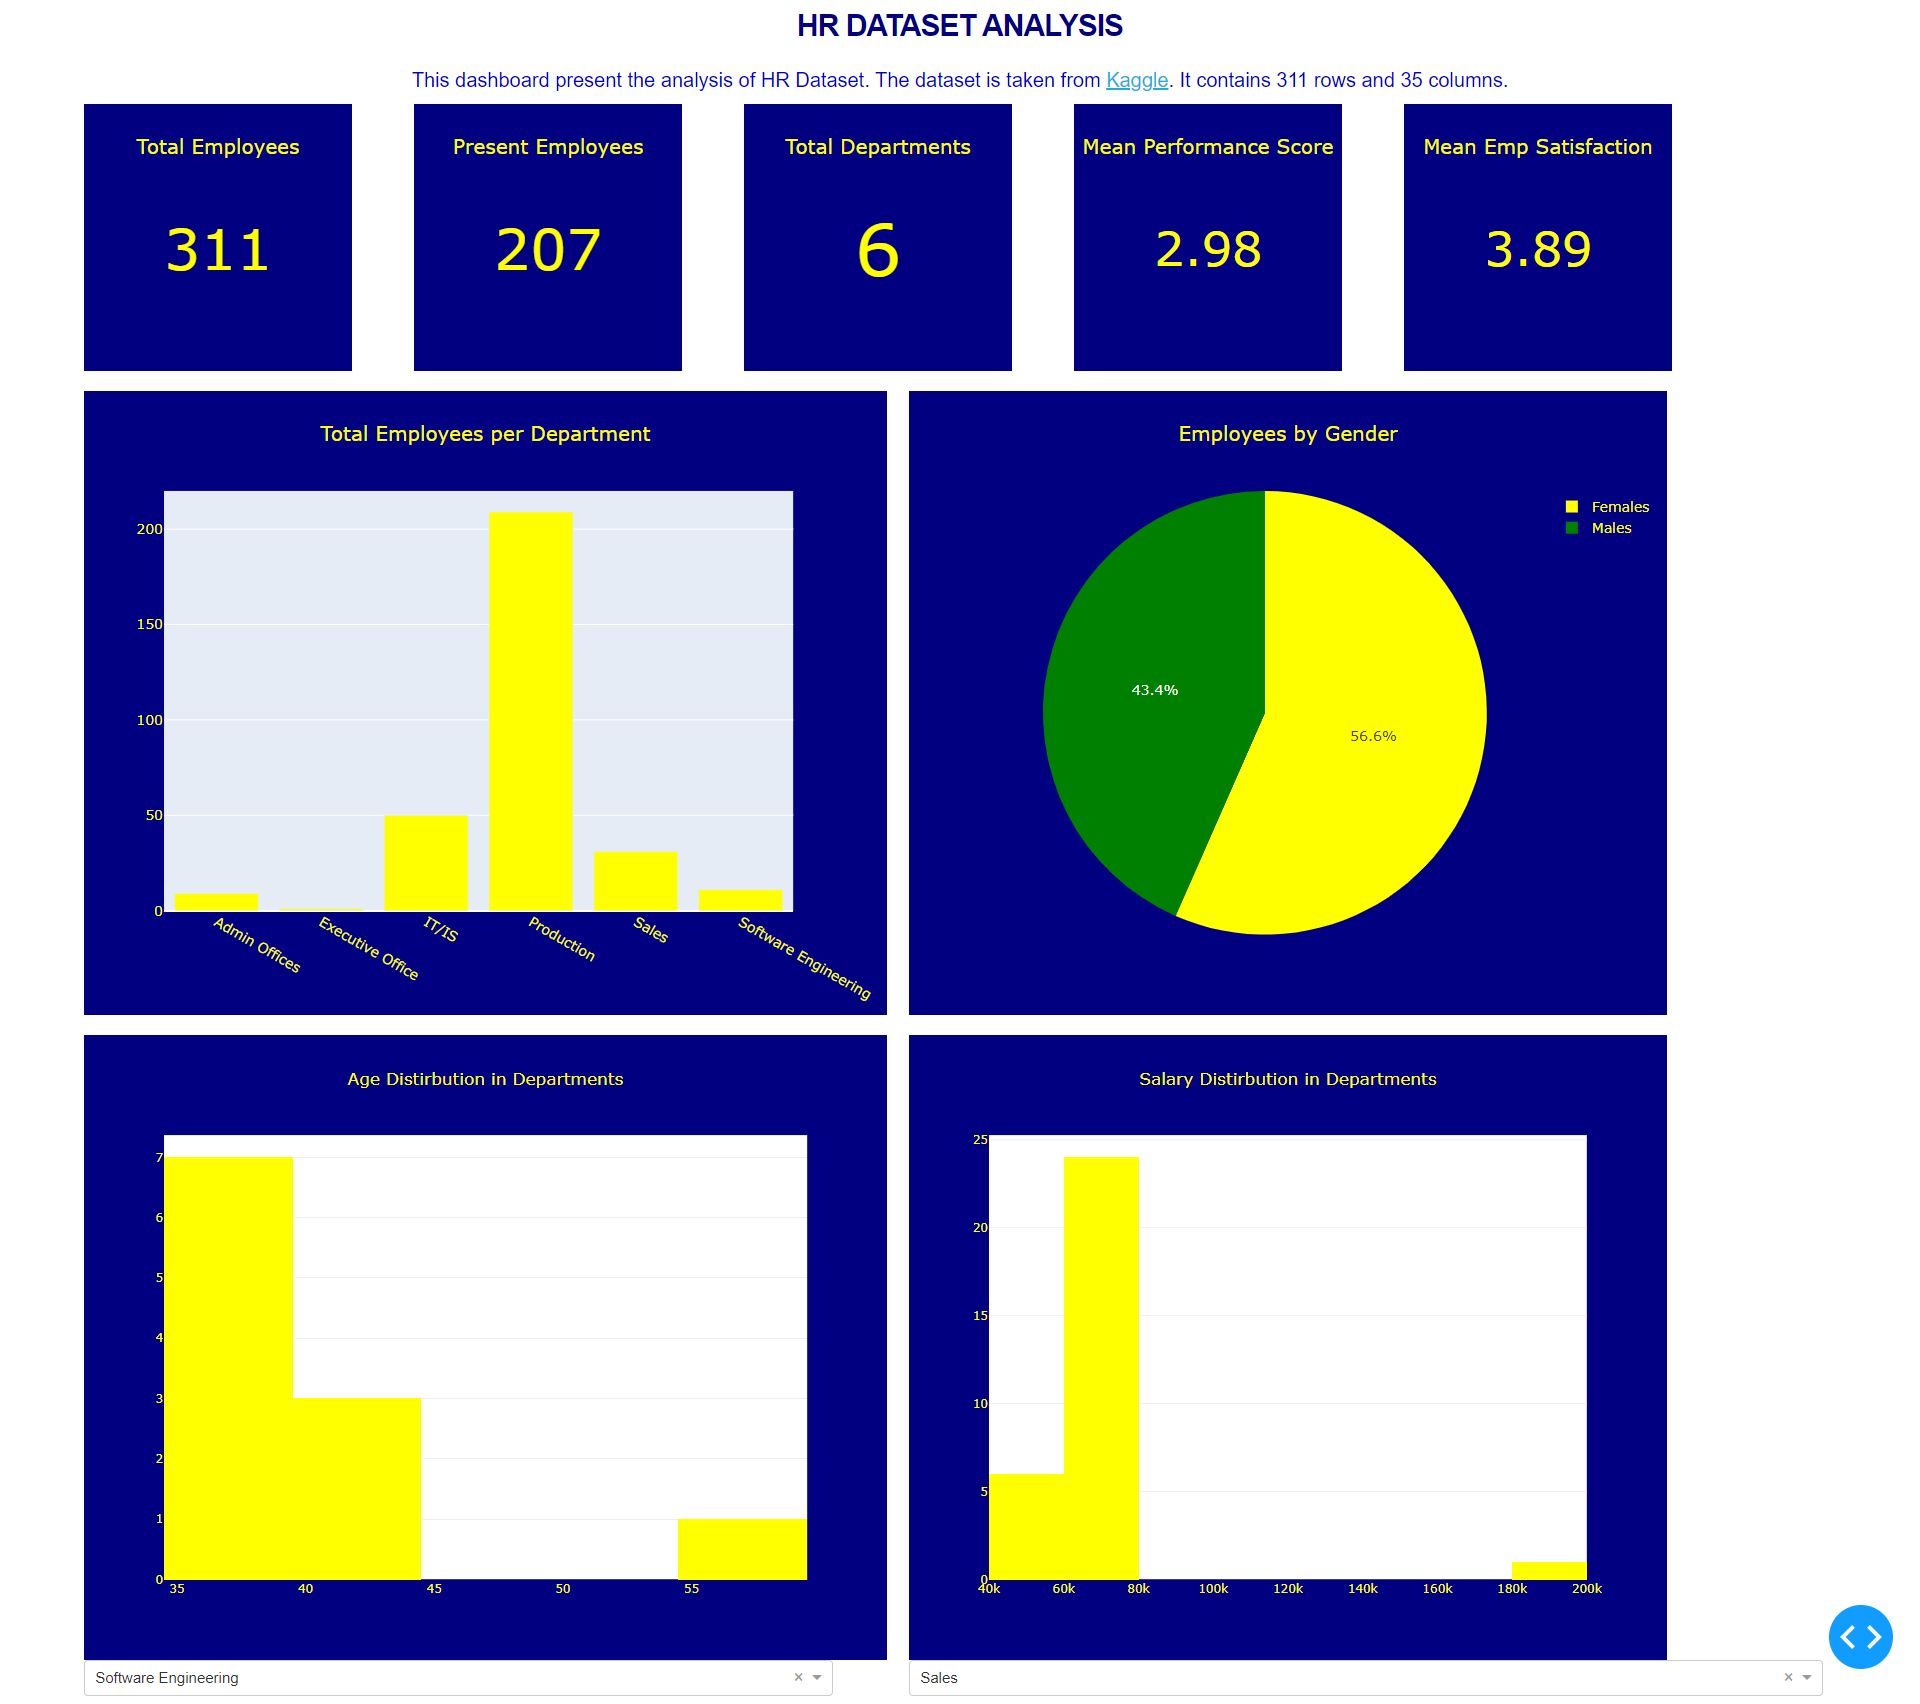 HR DATASET ANALYSIS
This dashboard present the analysis of HR Dataset. The dataset is taken from Kaggle. It contains 311 rows and 35 columns.
Total Employees
311
Present Employees
207
Total Departments
6
Mean Performance Score
2.98
Mean Emp Satisfaction
3.89
Total Employees per Department
200
150
100
50
0
Admin Offices
Executive Office
IT/IS
Production
Sales
Software Engineering
Employees by Gender
Females
Males
43.4%
56.6%
Age Distirbution in Departments
7
6
5
4
3
2
1
0
35 40 45 50 55
Software Engineering ×
Salary Distirbution in Departments
25
20
15
10
5
0
40k 60k 80k 100k 120k 140k 160k 180k 200k
Sales ×